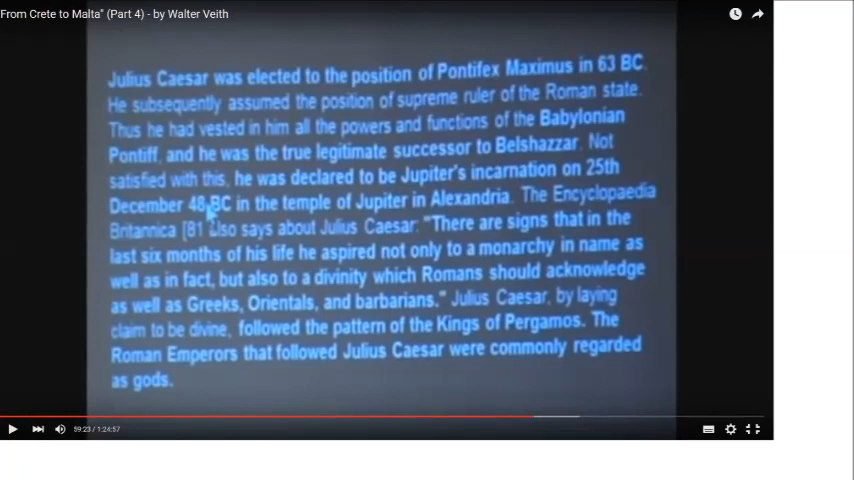 From Crete to Malta" (Part 4) - by Walter Veith
Julius Caesar was elected to the position of Pontifex Maximus in 63 BC.
He subsequently assumed the position of supreme ruler of the Roman state.
Thus he had vested in him all the powers and functions of the Babylonian
Pontiff, and he was the true legitimate successor to Belshazzar. Not
satisfied with this, he was declared to be Jupiter's incarnation on 25th
December 48 BC in the temple of Jupiter in Alexandria. The Encyclopaedia
Britannica [81 also says about Julius Caesar: "There are signs that in the
last six months of his life he aspired not only to a monarchy in name as
well as in fact, but also to a divinity which Romans should acknowledge
as well as Greeks, Orientals, and barbarians." Julius Caesar, by laying
claim to be divine, followed the pattern of the Kings of Pergamos. The
Roman Emperors that followed Julius Caesar were commonly regarded
as gods.
59:23 / 1:24:57